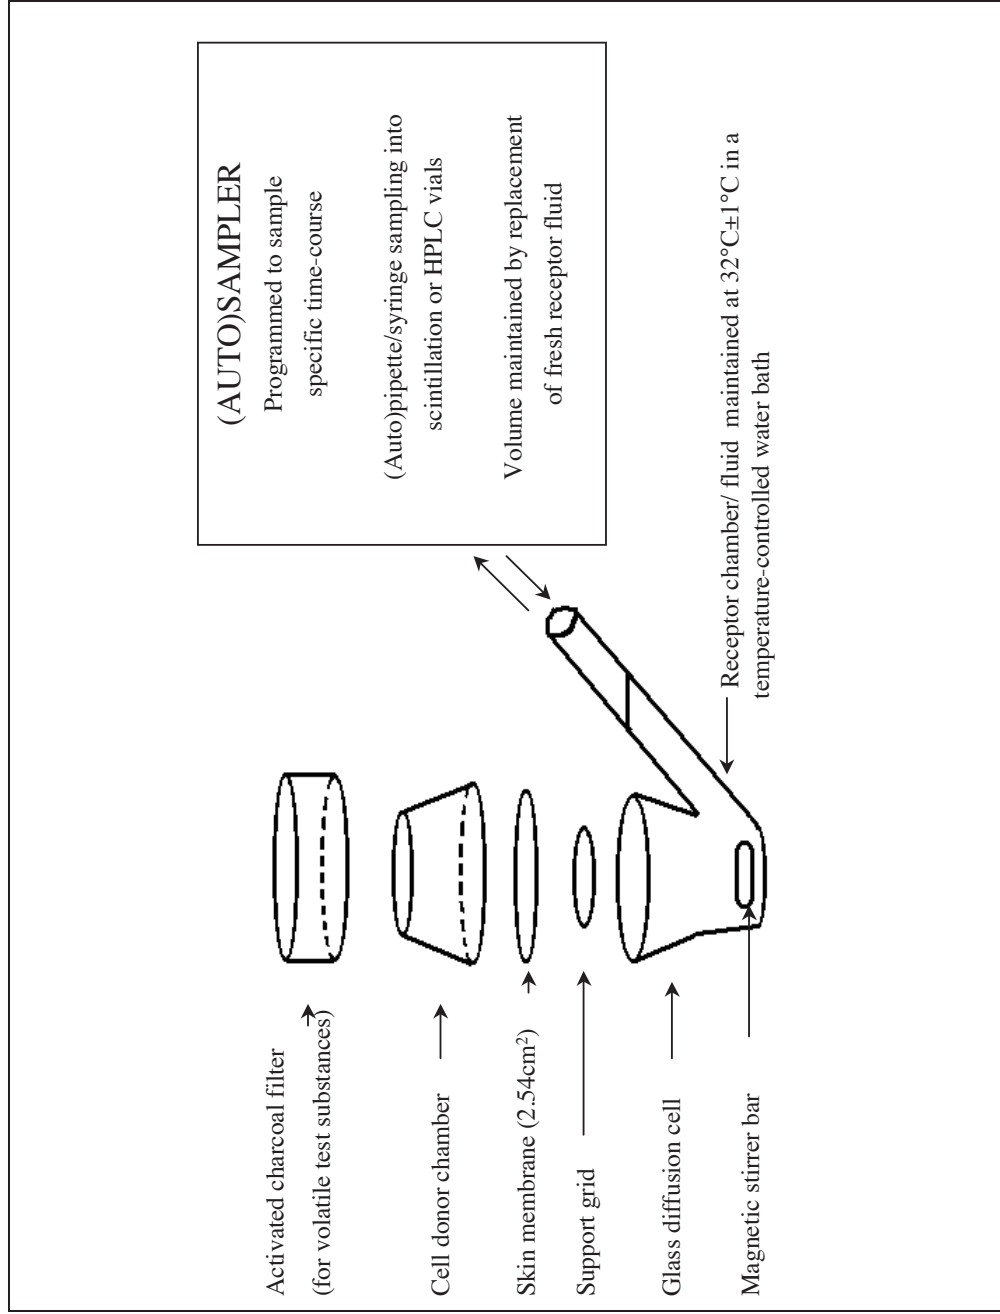 (AUTO)SAMPLER
Programmed to sample
specific time-course
(Auto)pipette/syringe sampling into
scintillation or HPLC vials
Volume maintained by replacement
of fresh receptor fluid
Activated charcoal filter
(for volatile test substances)
Cell donor chamber
Skin membrane (2.54cm²)
Support grid
Glass diffusion cell
Magnetic stirrer bar
Receptor chamber/ fluid maintained at 32°C±1°C in a
temperature-controlled water bath